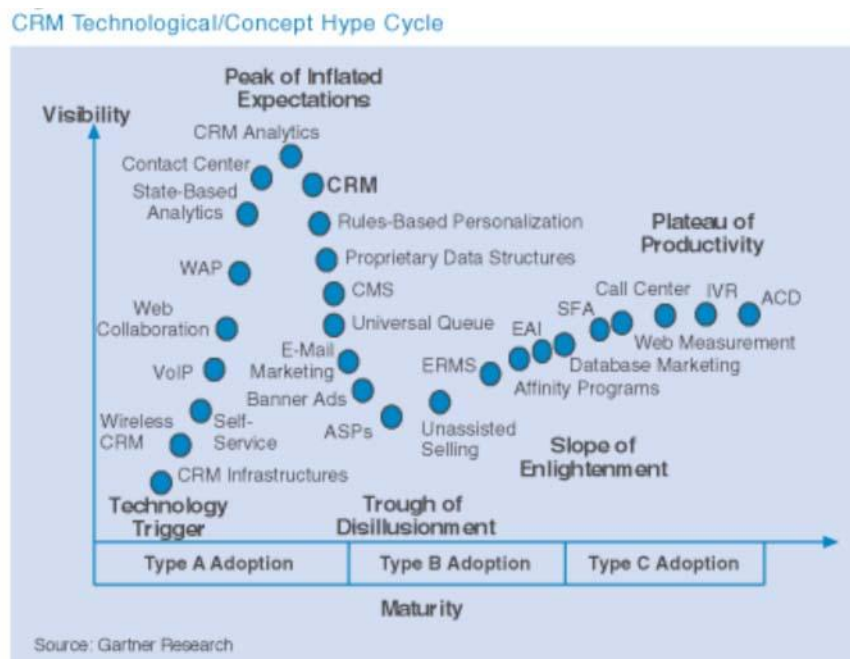 CRM Technological/Concept Hype Cycle
Peak of Inflated
Expectations
Visibility
CRM Analytics
Contact Center
CRM
State-Based
Analytics
Rules-Based Personalization
Plateau of
Productivity
WAP
Proprietary Data Structures
CMS
Call Center
IVR
ACD
SFA
Web
Collaboration
Universal Queue
EAI
Web Measurement
E-Mail
Marketing
VoIP
ERMS
Database Marketing
Affinity Programs
Banner Ads
Wireless
CRM
Self-
Service
ASPs
Unassisted
Selling
Slope of
Enlightenment
CRM Infrastructures
Technology
Trigger
Trough of
Disillusionment
Type A Adoption
Type B Adoption
Type C Adoption
Maturity
Source: Gartner Research